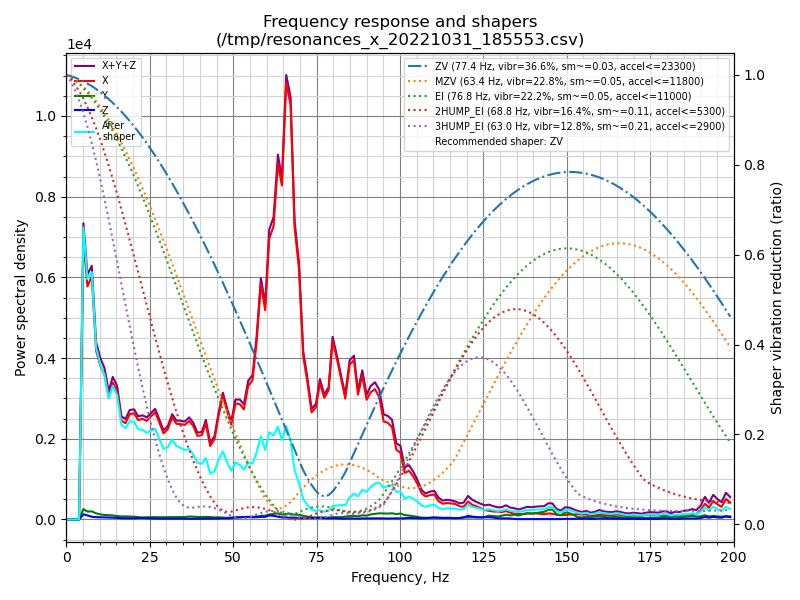 Frequency response and shapers
(/tmp/resonances_x_20221031_185553.csv)
1e4
X+Y+Z
X
Y
Z
After
shaper
ZV (77.4 Hz, vibr=36.6%, sm~=0.03, accel<=23300)
MZV (63.4 Hz, vibr=22.8%, sm~=0.05, accel<=11800)
EI (76.8 Hz, vibr=22.2%, sm~=0.05, accel<=11000)
2HUMP_EI (68.8 Hz, vibr=16.4%, sm~=0.11, accel<=5300)
3HUMP_EI (63.0 Hz, vibr=12.8%, sm~=0.21, accel<=2900)
Recommended shaper: ZV
Power spectral density
1.0
0.8
0.6
0.4
0.2
0.0
Shaper vibration reduction (ratio)
1.0
0.8
0.6
0.4
0.2
0.0
0 25 50 75 100 125 150 175 200
Frequency, Hz